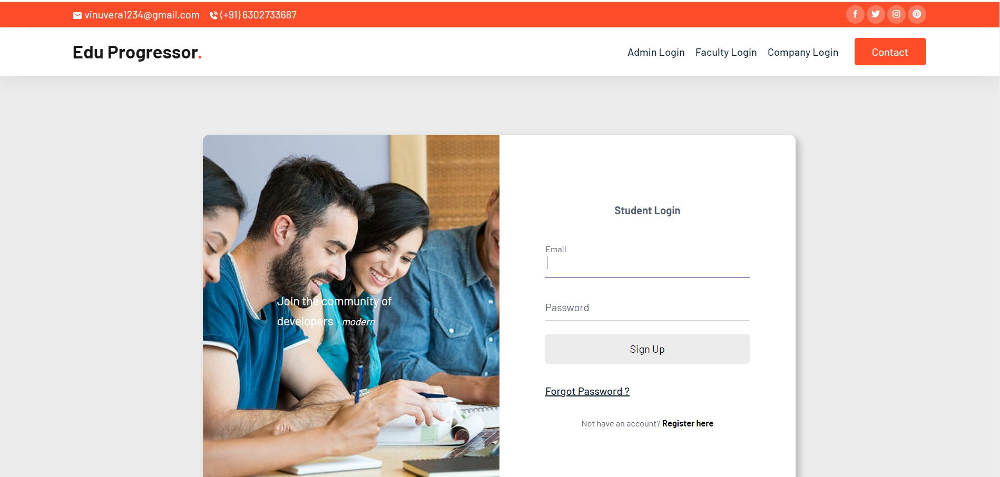 vinuvera1234@gmail.com (+91) 6302733687
Edu Progressor.
Admin Login Faculty Login Company Login Contact
Student Login
Email
Join the community of
developers - modern
Password
Sign Up
Forgot Password ?
Not have an account? Register here